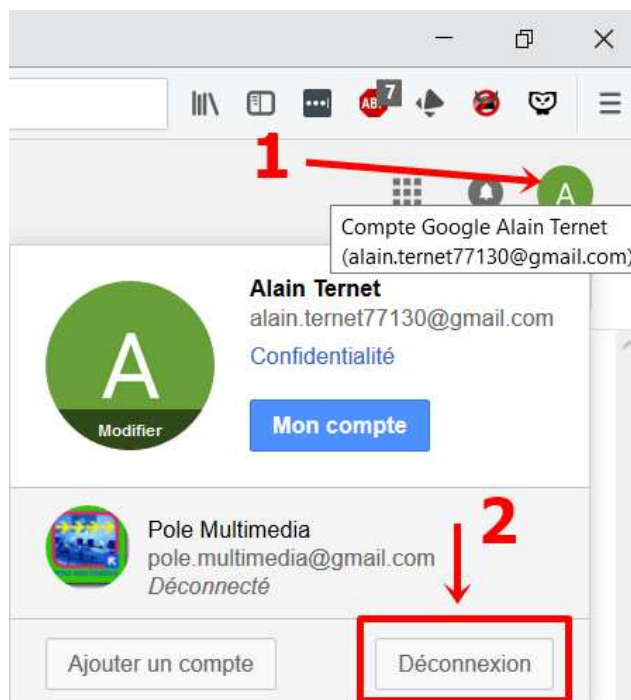 ABP
7
1
A
Compte Google Alain Ternet
(alain.ternet77130@gmail.com)
Alain Ternet
alain.ternet77130@gmail.com
Confidentialité
A
Modifier
Mon compte
2
Pole Multimedia
pole.multimedia@gmail.com
Déconnecté
Ajouter un compte
Déconnexion